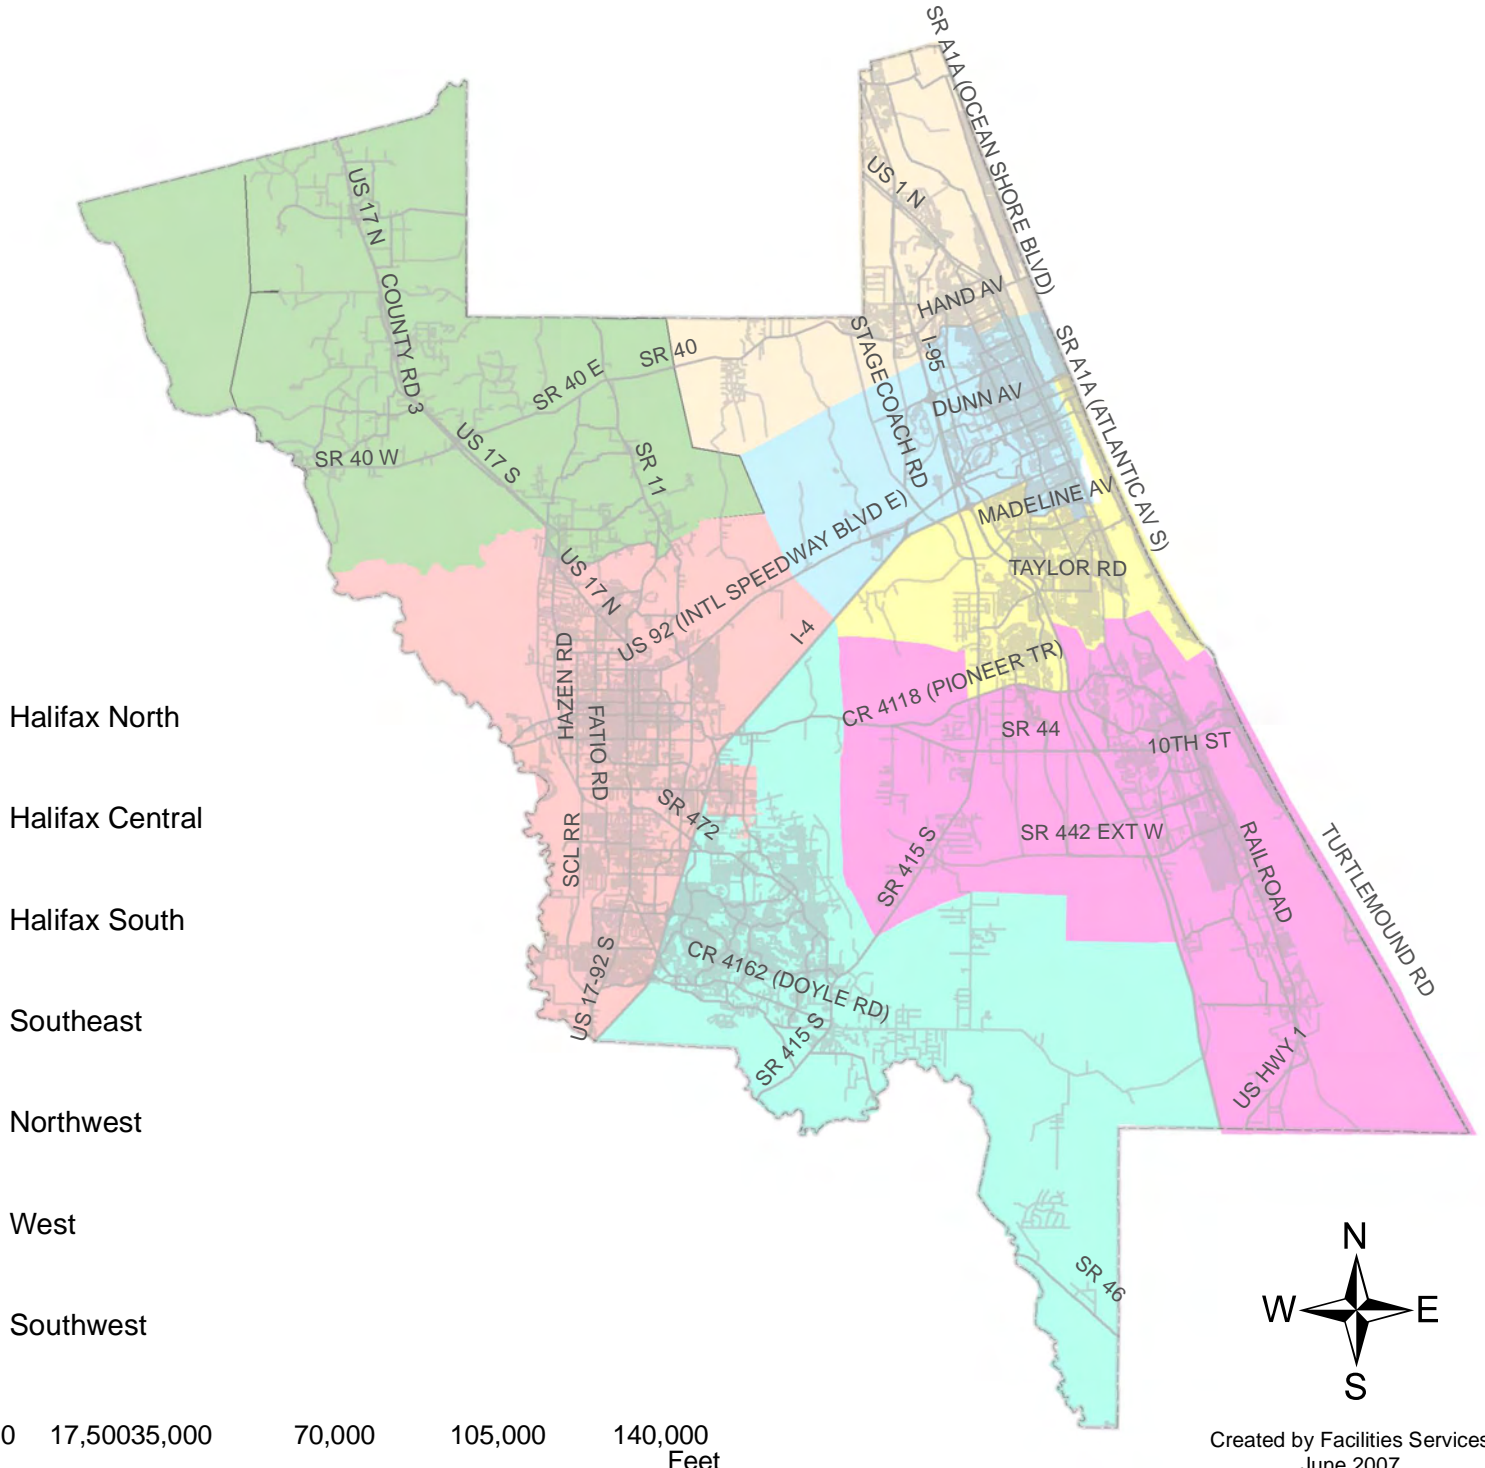 SR A1A (OCEAN SHORE BLVD)
US 1 N
US 17 N
HAND AV
COUNTY RD 3
STAGECOACH RD
I-95
SR A1A (ATLANTIC AV S)
SR 40
SR 40 E
DUNN AV
US 17 S
SR 40 W
SR 11
MADELINE AV
US 92 (INTL SPEEDWAY BLVD E)
US 17 N
TAYLOR RD
I-4
HAZEN RD
CR 4118 (PIONEER TR)
FATIO RD
SR 44
10TH ST
Halifax North
SR 472
Halifax Central
SCL RR
SR 415 S
SR 442 EXT W
RAILROAD
TURTLEMOUND RD
Halifax South
US 17-92 S
CR 4162 (DOYLE RD)
Southeast
SR 415 S
US HWY 1
Northwest
West
SR 46
Southwest
N
W E
S
0 17,50035,000 70,000 105,000 140,000
Feet
Created by Facilities Services
June 2007